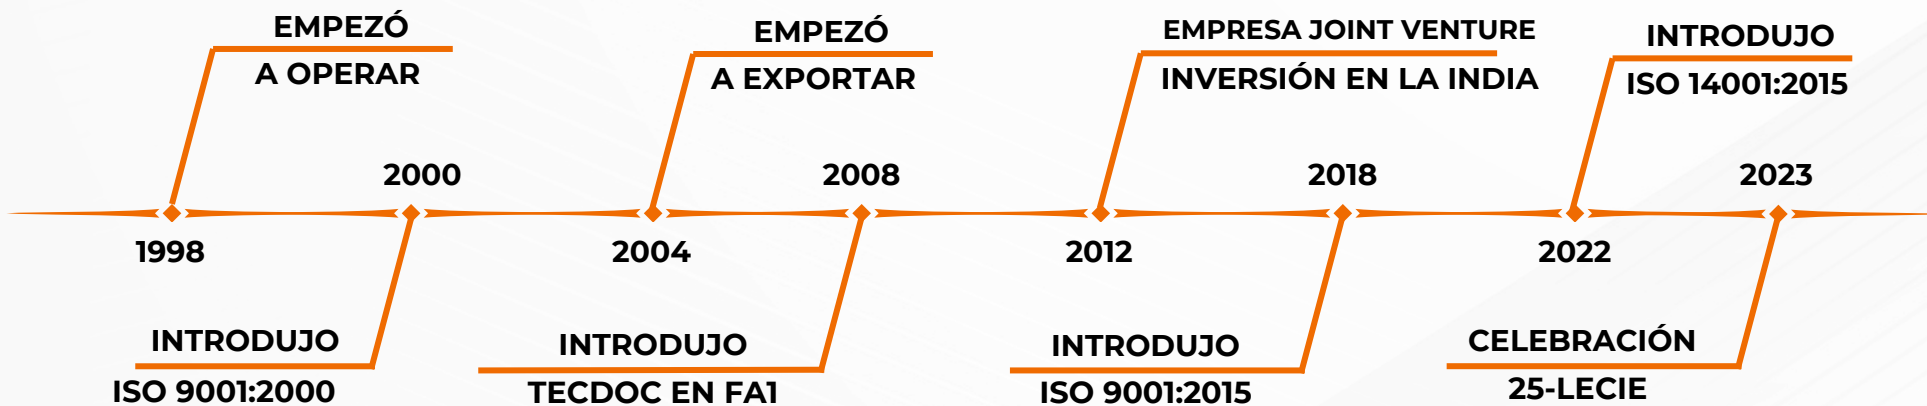 EMPEZÓ
A OPERAR
1998
2000
INTRODUJO
ISO 9001:2000
EMPEZÓ
A EXPORTAR
2004
2008
INTRODUJO
TECDOC EN FA1
EMPRESA JOINT VENTURE
INVERSIÓN EN LA INDIA
2012
2018
INTRODUJO
ISO 9001:2015
INTRODUJO
ISO 14001:2015
2022
2023
CELEBRACIÓN
25-LECIE